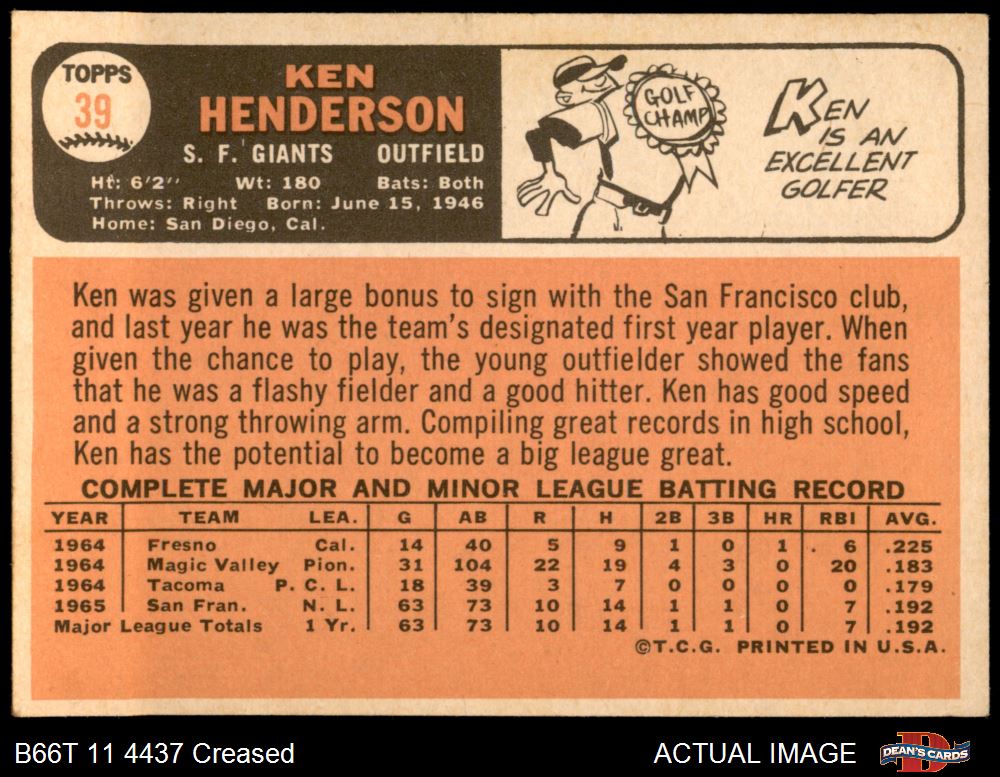 TOPPS
39
KEN
HENDERSON
S. F. GIANTS OUTFIELD
Ht: 6'2" Wt: 180 Bats: Both
Throws: Right Born: June 15, 1946
Home: San Diego, Cal.
GOLF
CHAMP
KEN
IS AN
EXCELLENT
GOLFER
Ken was given a large bonus to sign with the San Francisco club,
and last year he was the team's designated first year player. When
given the chance to play, the young outfielder showed the fans
that he was a flashy fielder and a good hitter. Ken has good speed
and a strong throwing arm. Compiling great records in high school,
Ken has the potential to become a big league great.
COMPLETE MAJOR AND MINOR LEAGUE BATTING RECORD
YEAR TEAM LEA. G AB R H 2B 3B HR RBI AVG.
1964 Fresno Cal. 14 40 5 9 1 0 1 6 .225
1964 Magic Valley Pion. 31 104 22 19 4 3 0 20 .183
1964 Tacoma P. C. L. 18 39 3 7 0 0 0 0 .179
1965 San Fran. N. L. 63 73 10 14 1 1 0 7 .192
Major League Totals 1 Yr. 63 73 10 14 1 1 0 7 .192
©T.C.G. PRINTED IN U.S.A.
B66T 11 4437 Creased ACTUAL IMAGE
DEAN'S CARDS